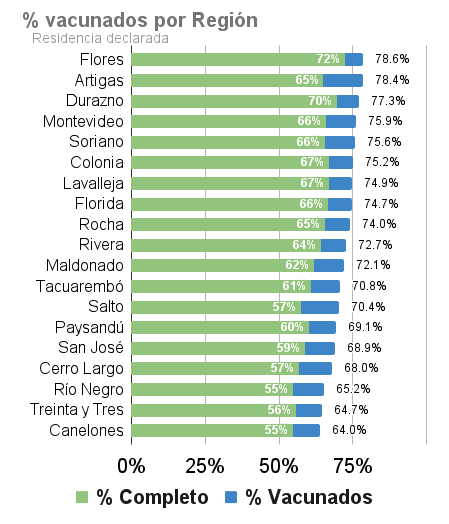 % vacunados por Región
Residencia declarada
Flores 72% 78.6%
Artigas 65% 78.4%
Durazno 70% 77.3%
Montevideo 66% 75.9%
Soriano 66% 75.6%
Colonia 67% 75.2%
Lavalleja 67% 74.9%
Florida 66% 74.7%
Rocha 65% 74.0%
Rivera 64% 72.7%
Maldonado 62% 72.1%
Tacuarembó 61% 70.8%
Salto 57% 70.4%
Paysandú 60% 69.1%
San José 59% 68.9%
Cerro Largo 57% 68.0%
Río Negro 55% 65.2%
Treinta y Tres 56% 64.7%
Canelones 55% 64.0%
0% 25% 50% 75%
% Completo % Vacunados